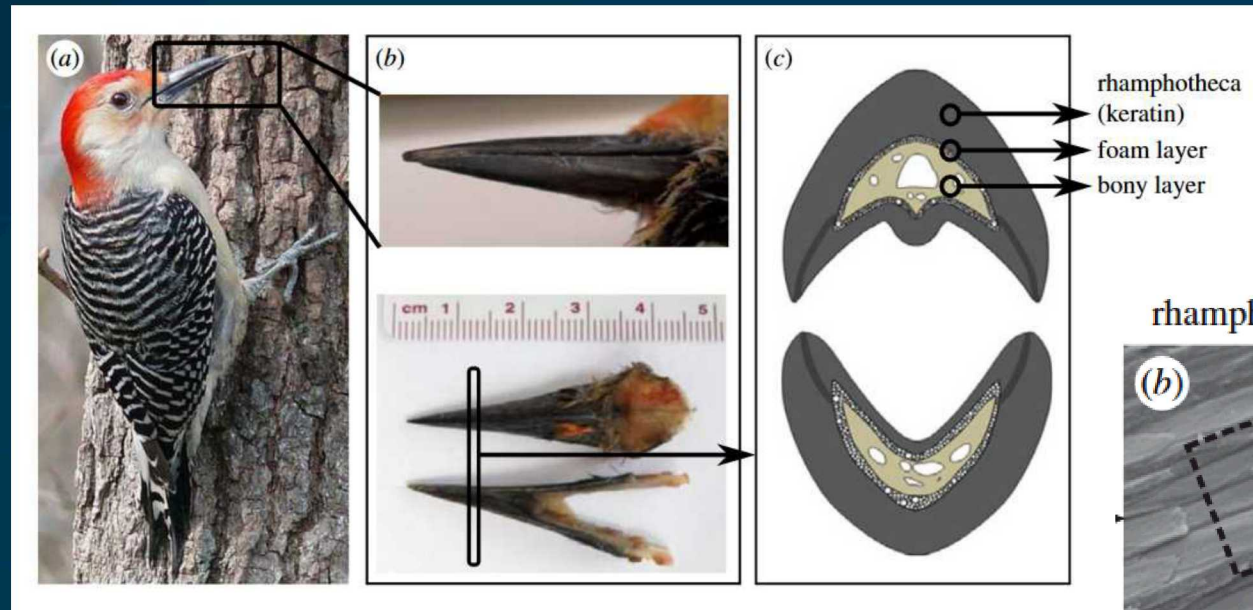 (a)
(b)
(c)
rhamphotheca
(keratin)
foam layer
bony layer
cm 1 2 3 4 5
(b)